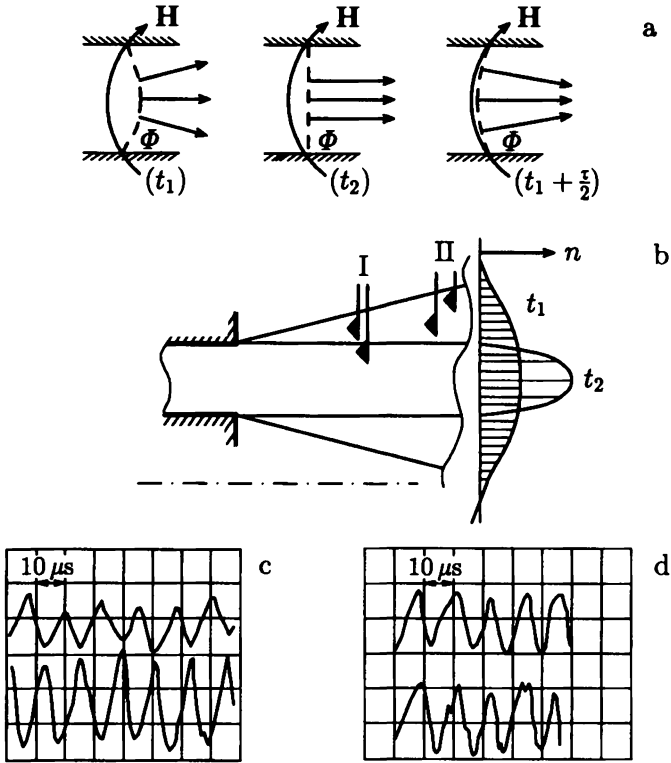 H H H a
Φ Φ Φ
(t₁) (t₂) (t₁ + τ/2)
b
I II n
t₁
t₂
10 μs c 10 μs d